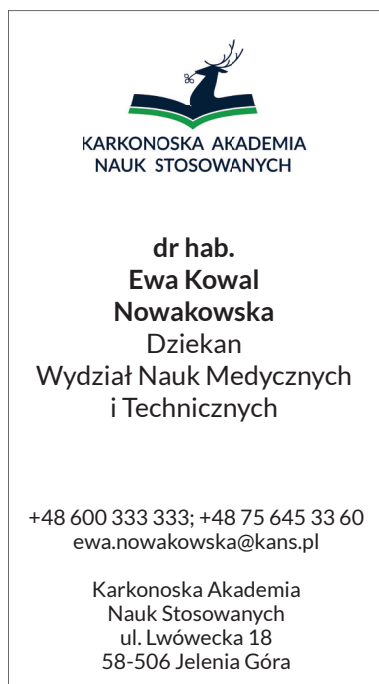 KARKONOSKA AKADEMIA
NAUK STOSOWANYCH
dr hab.
Ewa Kowal
Nowakowska
Dziekan
Wydział Nauk Medycznych
i Technicznych
+48 600 333 333; +48 75 645 33 60
ewa.nowakowska@kans.pl
Karkonoska Akademia
Nauk Stosowanych
ul. Lwówecka 18
58-506 Jelenia Góra